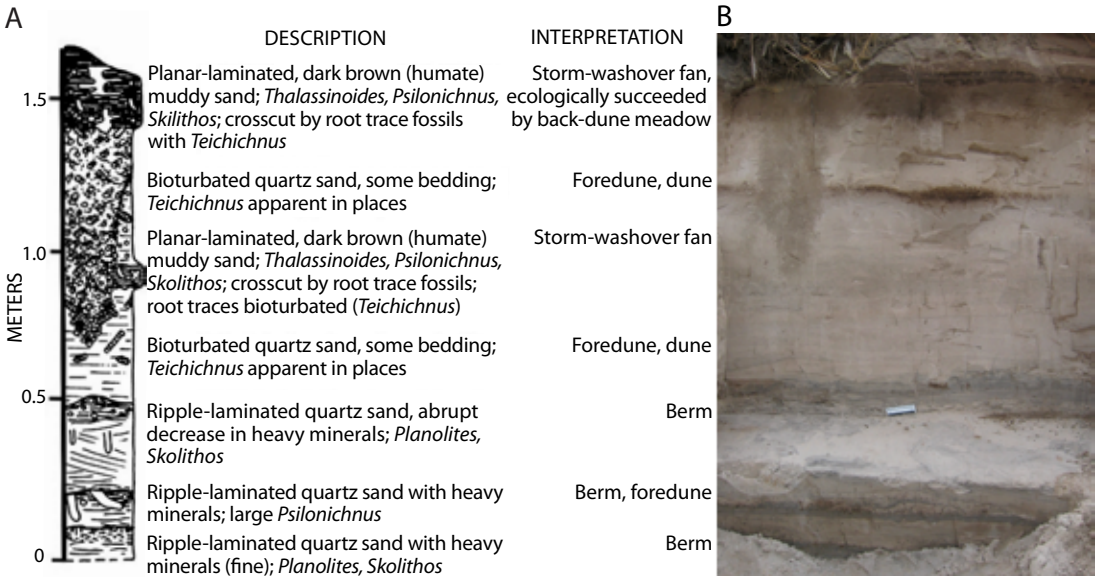 A
B
DESCRIPTION
INTERPRETATION
Planar-laminated, dark brown (humate)
muddy sand; Thalassinoides, Psilonichnus,
Skilithos; crosscut by root trace fossils
with Teichichnus
Storm-washover fan,
ecologically succeeded
by back-dune meadow
Bioturbated quartz sand, some bedding;
Teichichnus apparent in places
Foredune, dune
Planar-laminated, dark brown (humate)
muddy sand; Thalassinoides, Psilonichnus,
Skolithos; crosscut by root trace fossils;
root traces bioturbated (Teichichnus)
Storm-washover fan
Bioturbated quartz sand, some bedding;
Teichichnus apparent in places
Foredune, dune
Ripple-laminated quartz sand, abrupt
decrease in heavy minerals; Planolites,
Skolithos
Berm
Ripple-laminated quartz sand with heavy
minerals; large Psilonichnus
Berm, foredune
Ripple-laminated quartz sand with heavy
minerals (fine); Planolites, Skolithos
Berm
METERS
1.5
1.0
0.5
0